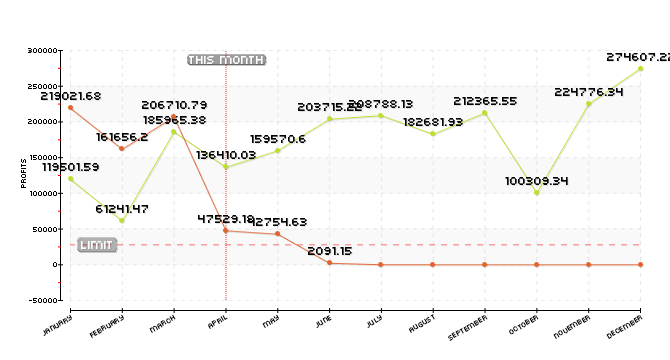 300000
274607.22
THIS MONTH
250000
224776.34
219021.68
206710.79
203715.22
208788.13
212365.55
200000
185965.38
182681.93
161656.2
159570.6
150000
136410.03
119501.59
100309.34
100000
61241.47
47529.18
42754.63
50000
LIMIT
2091.15
0
-50000
PROFITS
JANUARY
FEBRUARY
MARCH
APRIL
MAY
JUNE
JULY
AUGUST
SEPTEMBER
OCTOBER
NOVEMBER
DECEMBER